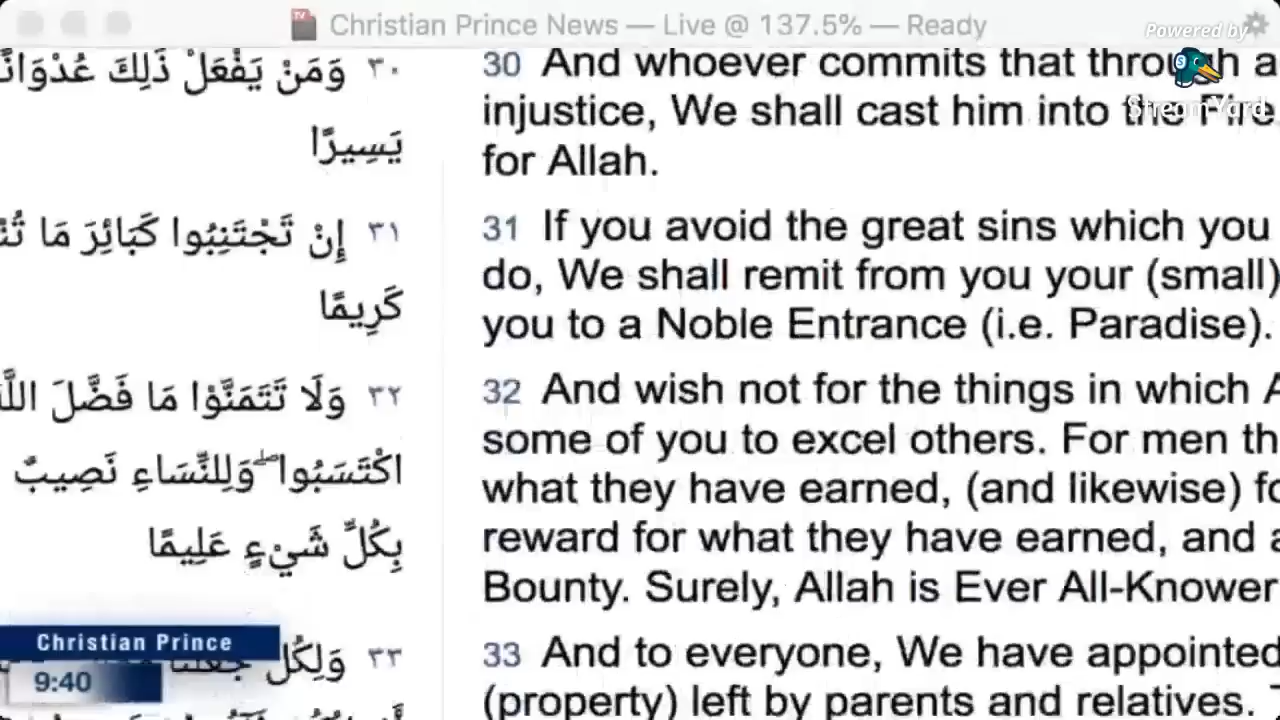 Christian Prince News — Live @ 137.5% — Ready
Powered by
StreamYard
وَمَنْ يَفْعَلْ ذَلِكَ ٣٠
يَسِيرًا
إِنْ تَجْتَنِبُوا كَبَائِرَ مَا ٣١
كَرِيمًا
وَلَا تَتَمَنَّوْا مَا فَضَّلَ ٣٢
اكْتَسَبُوا ۖ وَلِلنِّسَاءِ نَصِيبٌ
بِكُلِّ شَيْءٍ عَلِيمًا
٣٣
30 And whoever commits that through a
injustice, We shall cast him into the Fire
for Allah.
31 If you avoid the great sins which you
do, We shall remit from you your (small)
you to a Noble Entrance (i.e. Paradise).
32 And wish not for the things in which A
some of you to excel others. For men th
what they have earned, (and likewise) fo
reward for what they have earned, and a
Bounty. Surely, Allah is Ever All-Knower
33 And to everyone, We have appointed
(property) left by parents and relatives. T
Christian Prince
9:40